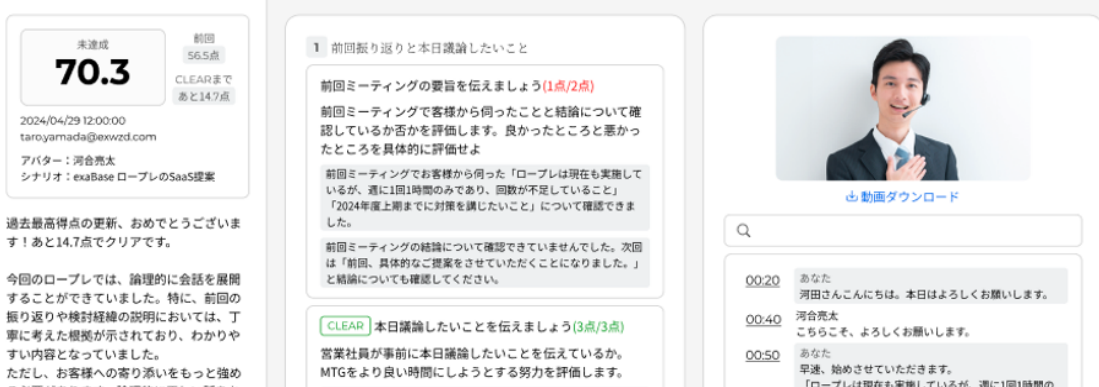 未達成
70.3
前回
56.5点
CLEARまで
あと14.7点
2024/04/29 12:00:00
taro.yamada@exwzd.com
アバター：河合亮太
シナリオ：exaBase ロープレのSaaS提案
過去最高得点の更新、おめでとうございま
す！あと14.7点でクリアです。
今回のロープレでは、論理的に会話を展開
することができていました。特に、前回の
振り返りや検討経緯の説明においては、丁
寧に考えた根拠が示されており、わかりや
すい内容となっていました。
ただし、お客様への寄り添いをもっと強め
1 前回振り返りと本日議論したいこと
前回ミーティングの要旨を伝えましょう(1点/2点)
前回ミーティングで客様から伺ったことと結論について確
認しているか否かを評価します。良かったところと悪かっ
たところを具体的に評価せよ
前回ミーティングでお客様から伺った「ロープレは現在も実施して
いるが、週に1回1時間のみであり、回数が不足していること」
「2024年度上期までに対策を講じたいこと」について確認できま
した。
前回ミーティングの結論について確認できていませんでした。次回
は「前回、具体的なご提案をさせていただくことになりました。」
と結論についても確認してください。
CLEAR 本日議論したいことを伝えましょう(3点/3点)
営業社員が事前に本日議論したいことを伝えているか。
MTGをより良い時間にしようとする努力を評価します。
動画ダウンロード
00:20 あなた
河田さんこんにちは。本日はよろしくお願いします。
00:40 河合亮太
こちらこそ、よろしくお願いします。
00:50 あなた
早速、始めさせていただきます。
「ロープレは現在も実施しているが、週に1回1時間の